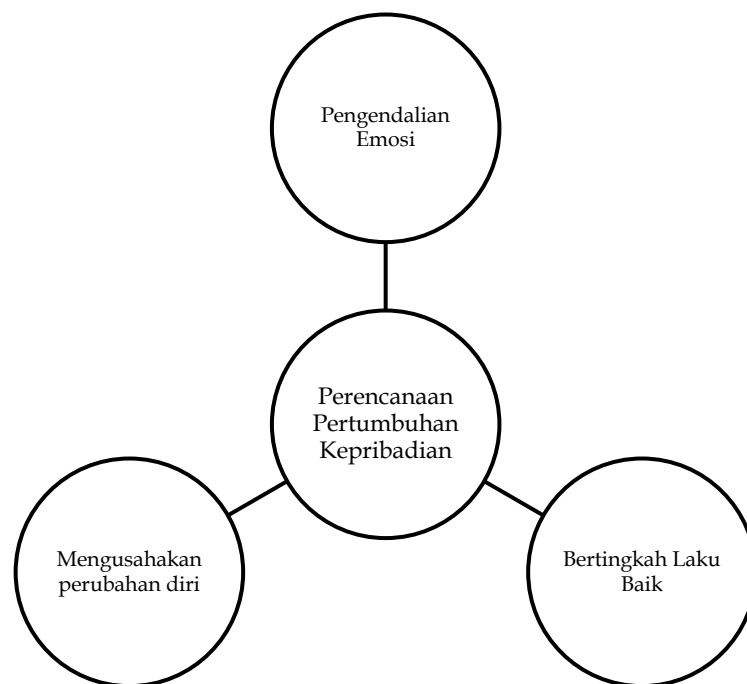 Pengendalian
Emosi
Perencanaan
Pertumbuhan
Kepribadian
Mengusahakan
perubahan diri
Bertingkah Laku
Baik